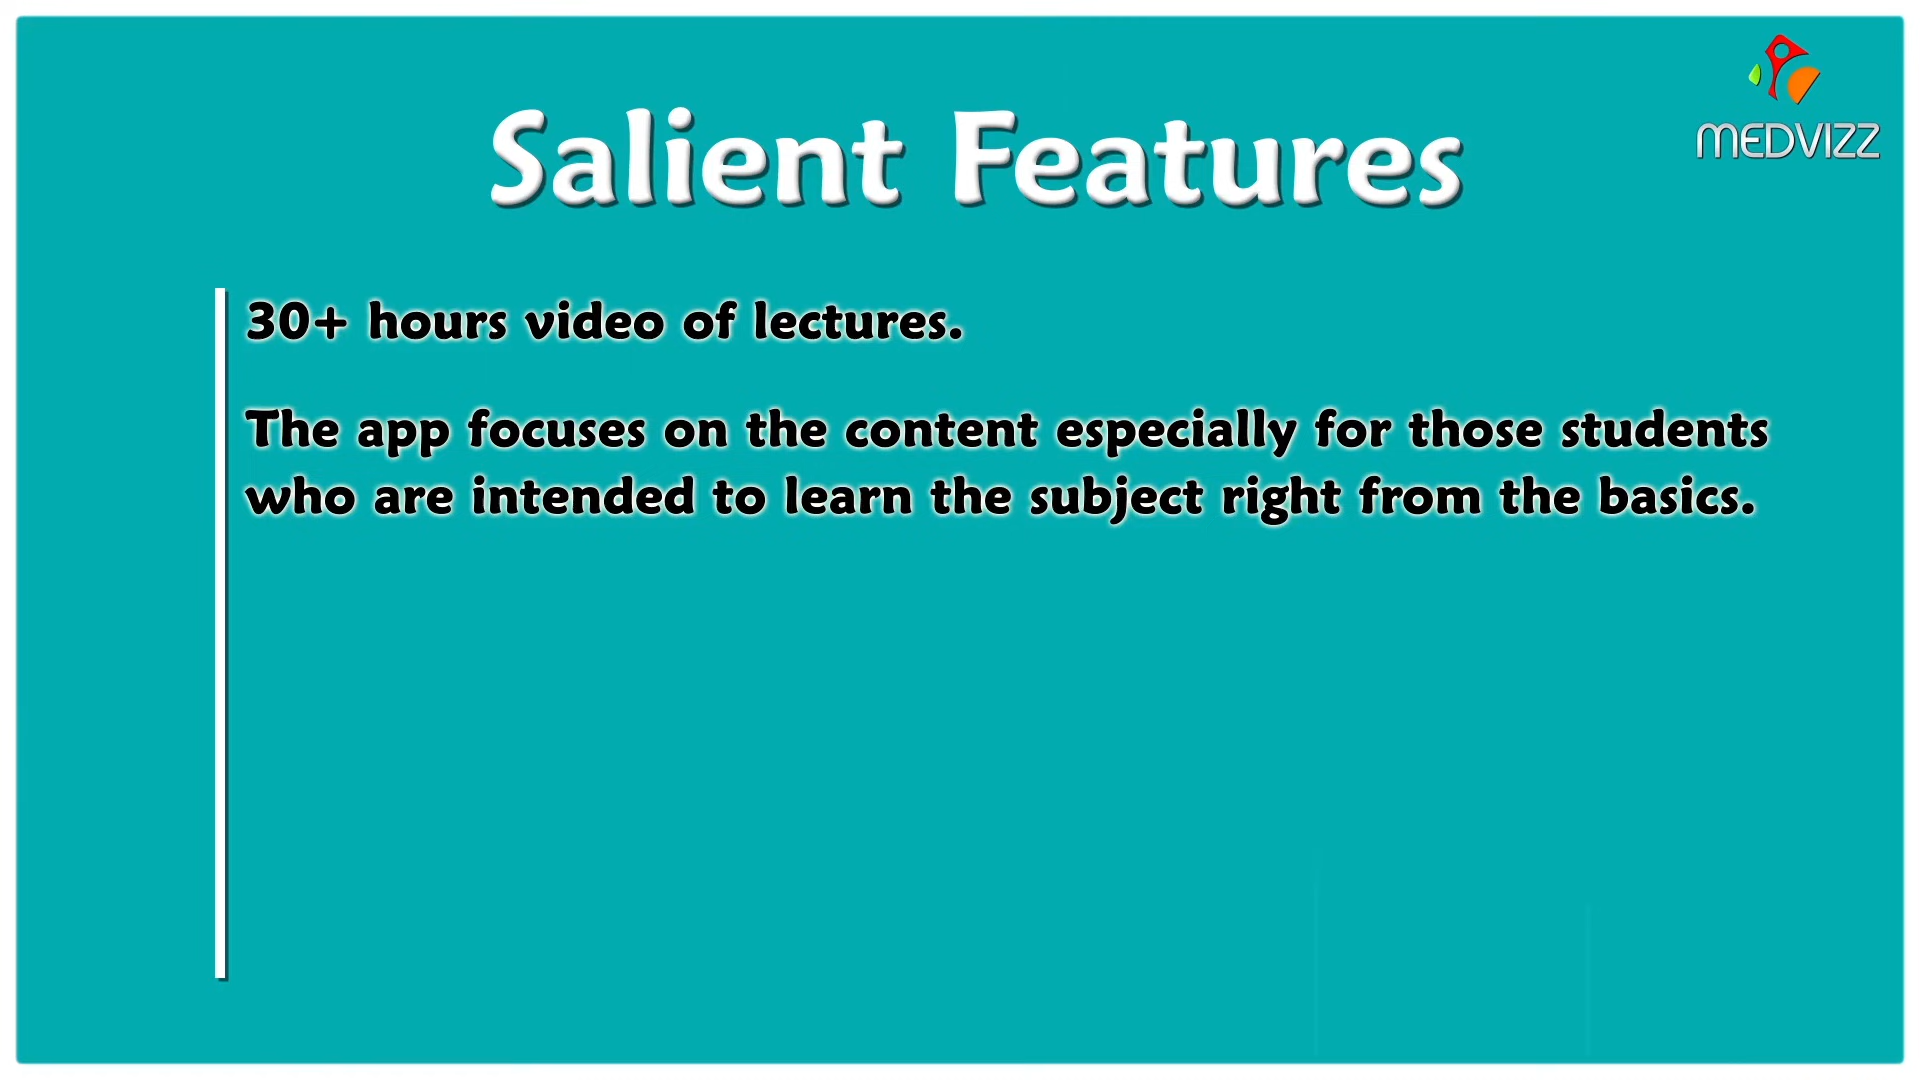 MEDVIZZ
Salient Features
30+ hours video of lectures.
The app focuses on the content especially for those students
who are intended to learn the subject right from the basics.